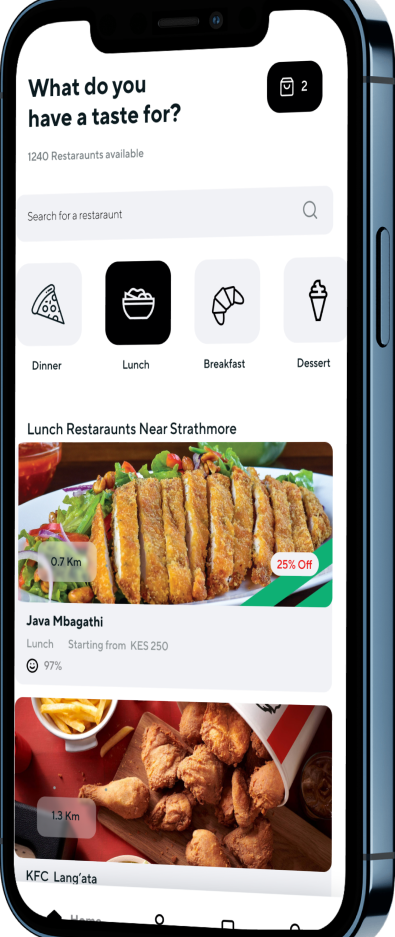 What do you
have a taste for?
2
1240 Restaraunts available
Search for a restaraunt
Dinner
Lunch
Breakfast
Dessert
Lunch Restaraunts Near Strathmore
0.7 Km
25% Off
Java Mbagathi
Lunch Starting from KES 250
97%
1.3 Km
KFC Lang'ata
Home